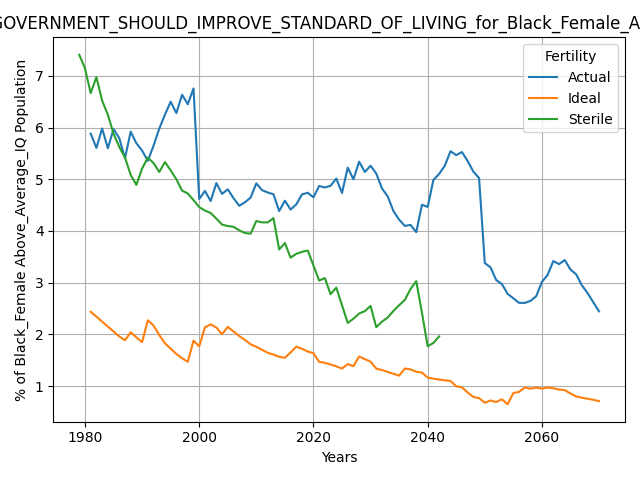 GOVERNMENT_SHOULD_IMPROVE_STANDARD_OF_LIVING_for_Black_Female_A
% of Black_Female Above_Average_IQ Population
7
6
5
4
3
2
1
Fertility
Actual
Ideal
Sterile
1980 2000 2020 2040 2060
Years